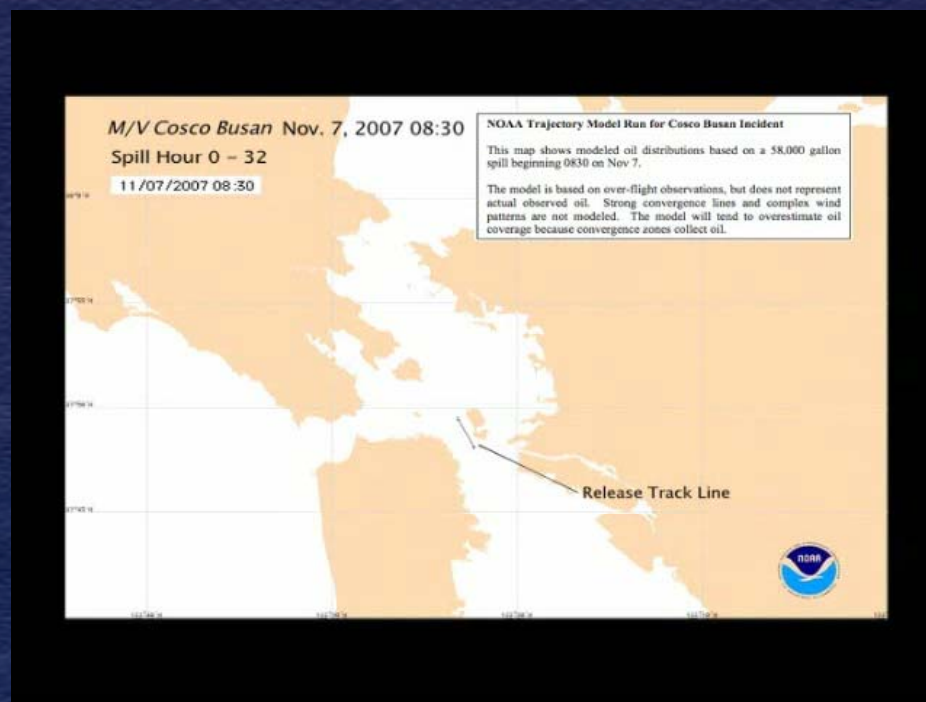 M/V Cosco Busan Nov. 7, 2007 08:30
Spill Hour 0 – 32
11/07/2007 08:30
NOAA Trajectory Model Run for Cosco Busan Incident
This map shows modeled oil distributions based on a 58,000 gallon
spill beginning 0830 on Nov 7.
The model is based on over-flight observations, but does not represent
actual observed oil. Strong convergence lines and complex wind
patterns are not modeled. The model will tend to overestimate oil
coverage because convergence zones collect oil.
Release Track Line
NOAA